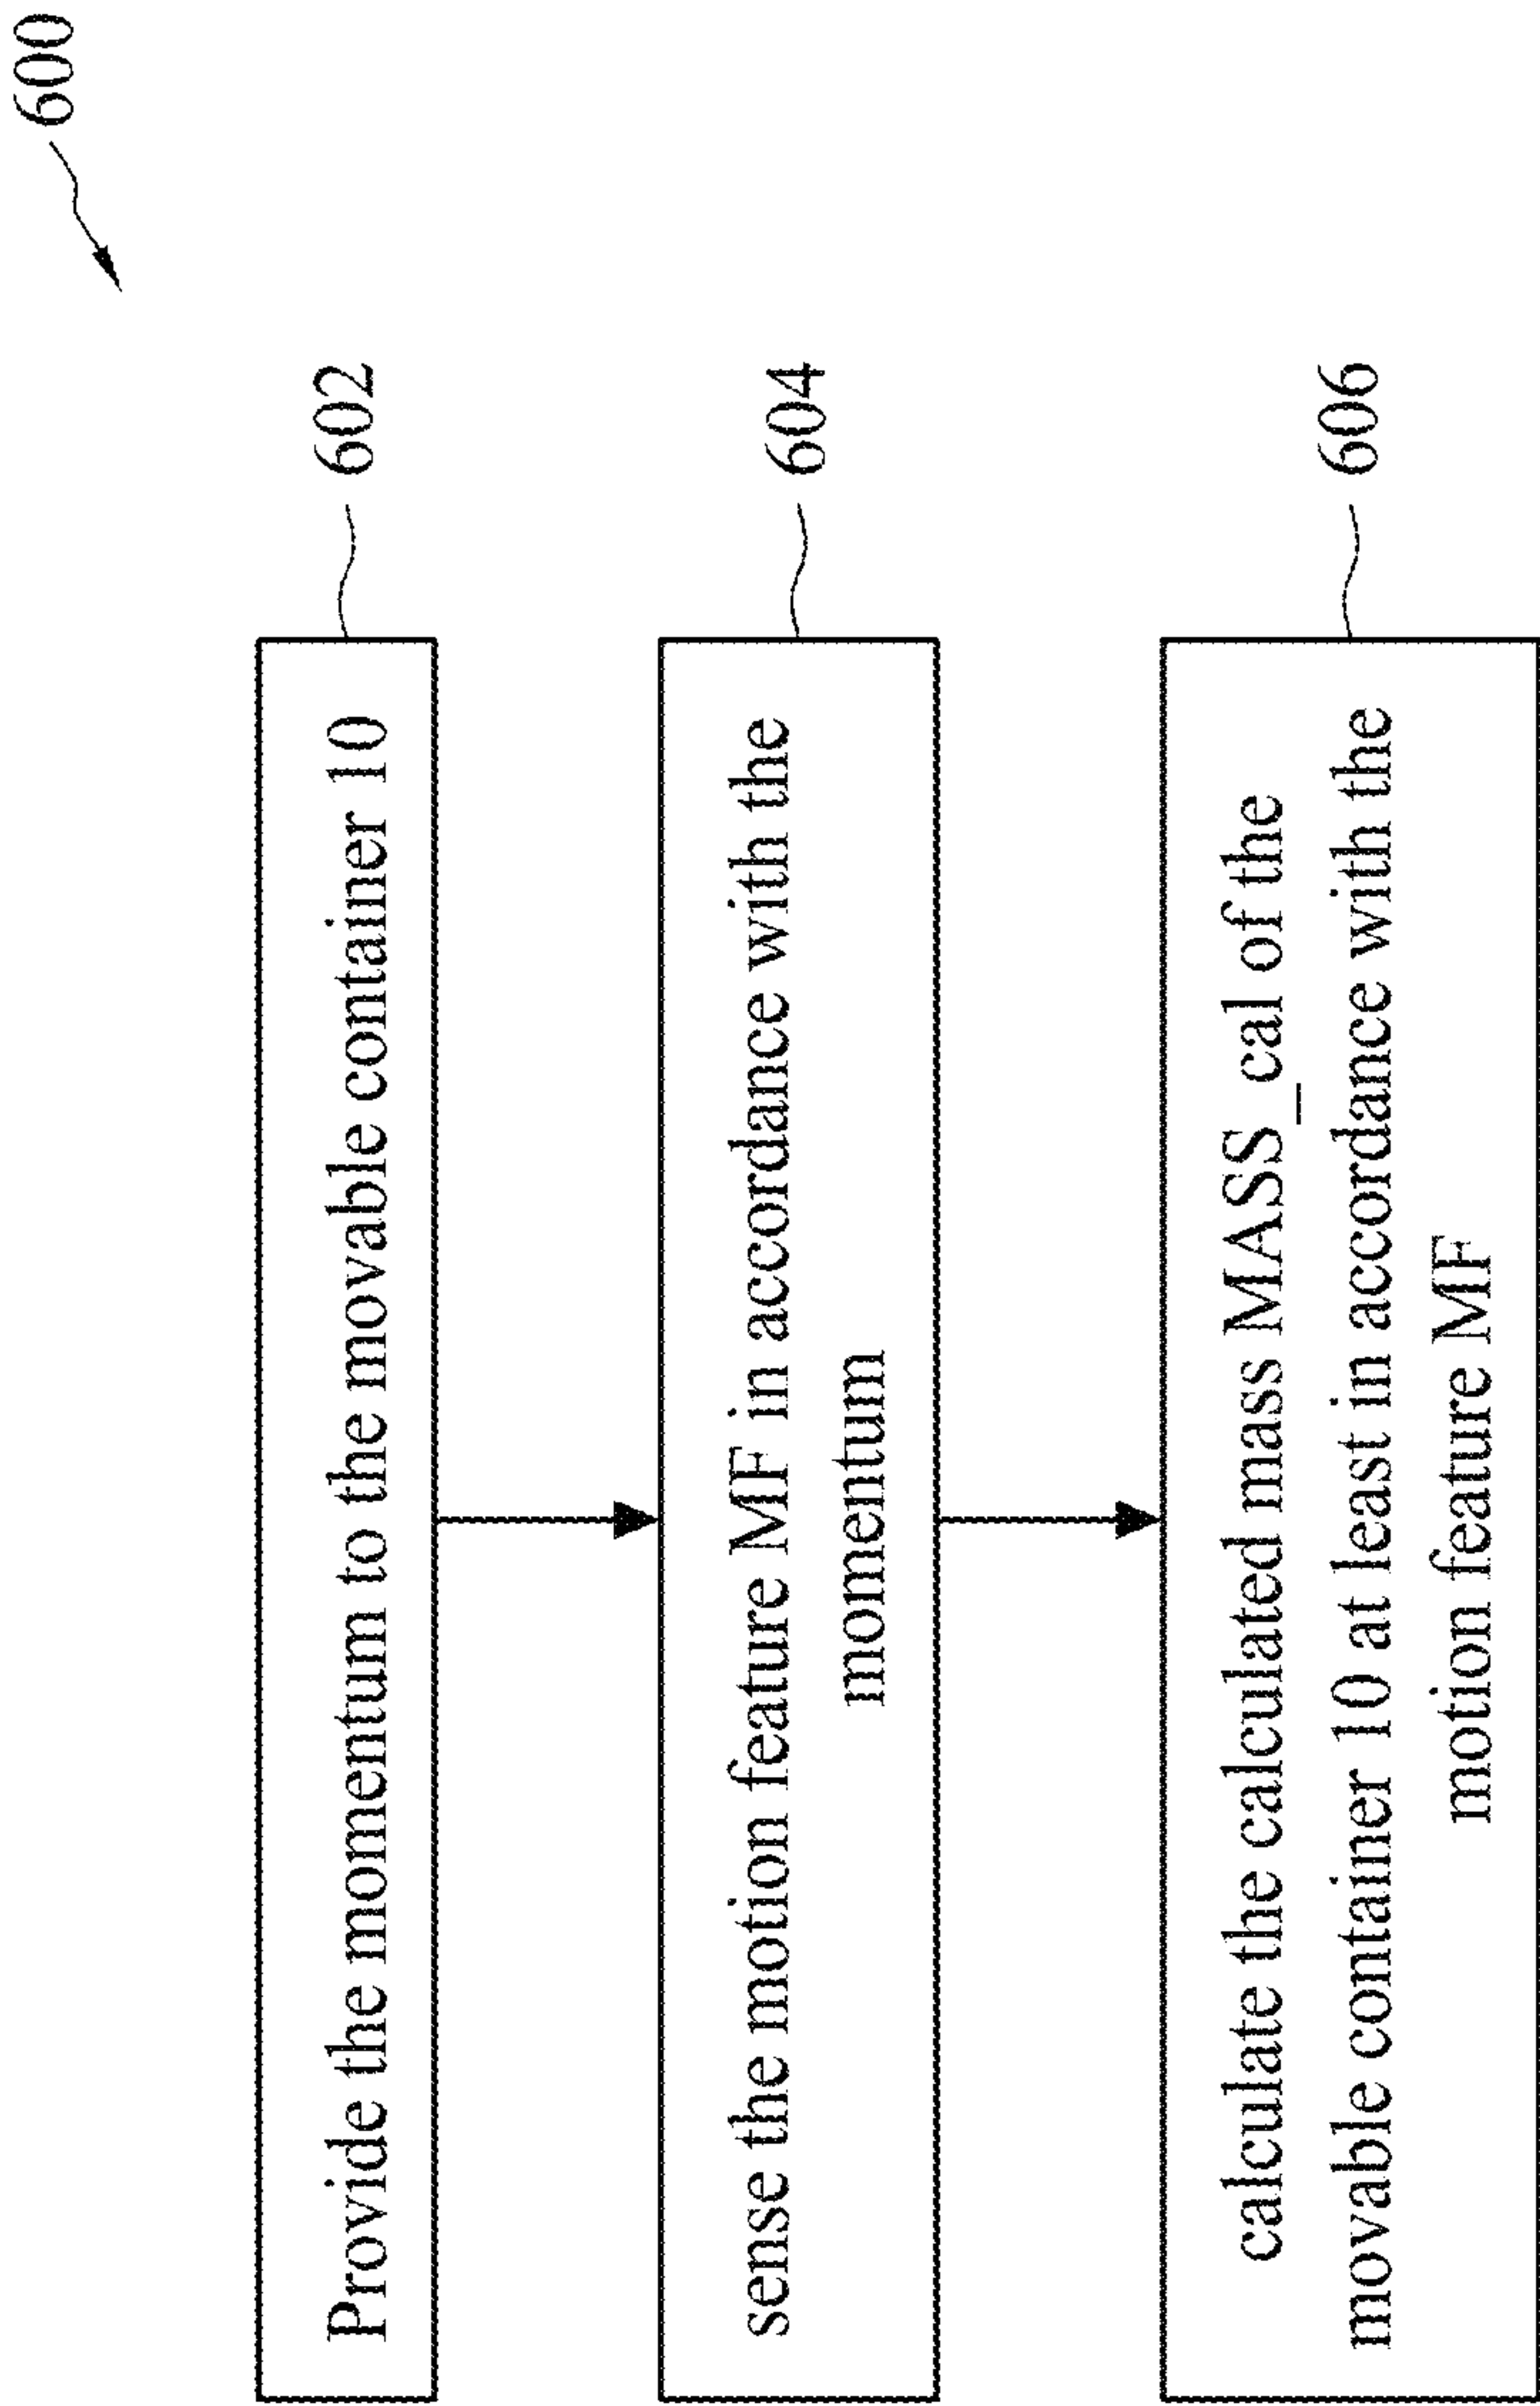 600
Provide the momentum to the movable container 10
602
sense the motion feature MF in accordance with the
momentum
604
calculate the calculated mass MASS_cal of the
movable container 10 at least in accordance with the
motion feature MF
606